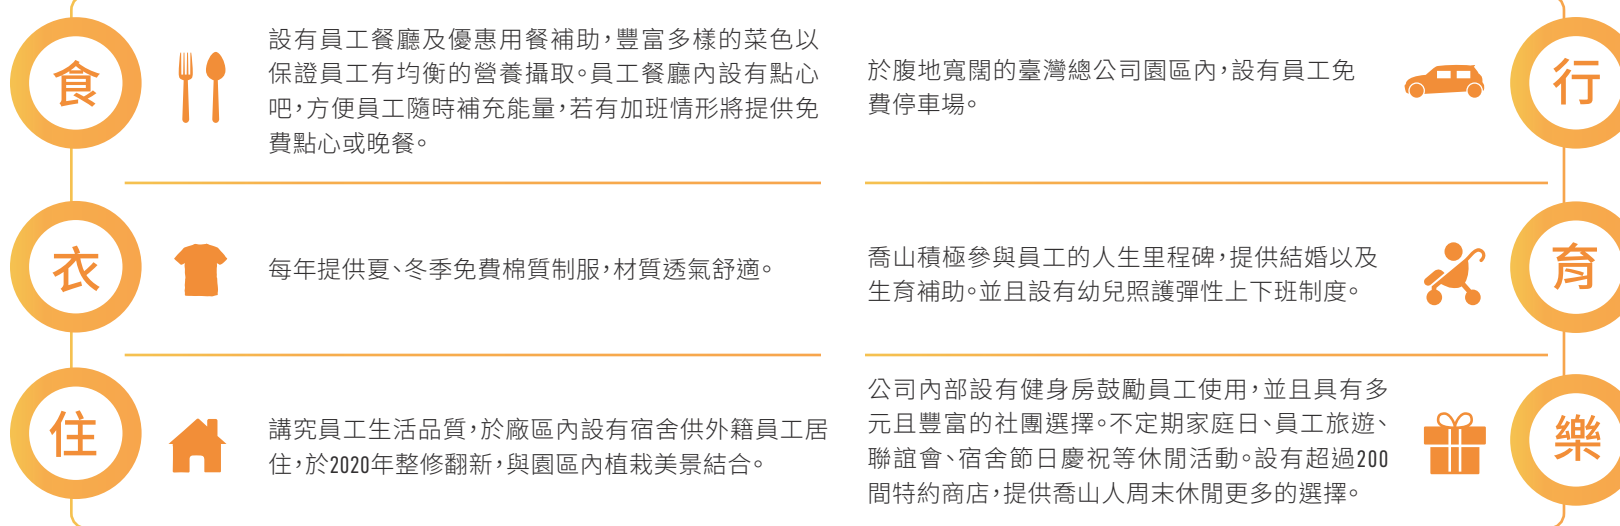 食
設有員工餐廳及優惠用餐補助,豐富多樣的菜色以
保證員工有均衡的營養攝取。員工餐廳內設有點心
吧,方便員工隨時補充能量,若有加班情形將提供免
費點心或晚餐。
衣
每年提供夏、冬季免費棉質制服,材質透氣舒適。
住
講究員工生活品質,於廠區內設有宿舍供外籍員工居
住,於2020年整修翻新,與園區內植栽美景結合。
行
於腹地寬闊的臺灣總公司園區內,設有員工免
費停車場。
育
喬山積極參與員工的人生里程碑,提供結婚以及
生育補助。並且設有幼兒照護彈性上下班制度。
樂
公司內部設有健身房鼓勵員工使用,並且具有多
元且豐富的社團選擇。不定期家庭日、員工旅遊、
聯誼會、宿舍節日慶祝等休閒活動。設有超過200
間特約商店,提供喬山人周末休閒更多的選擇。